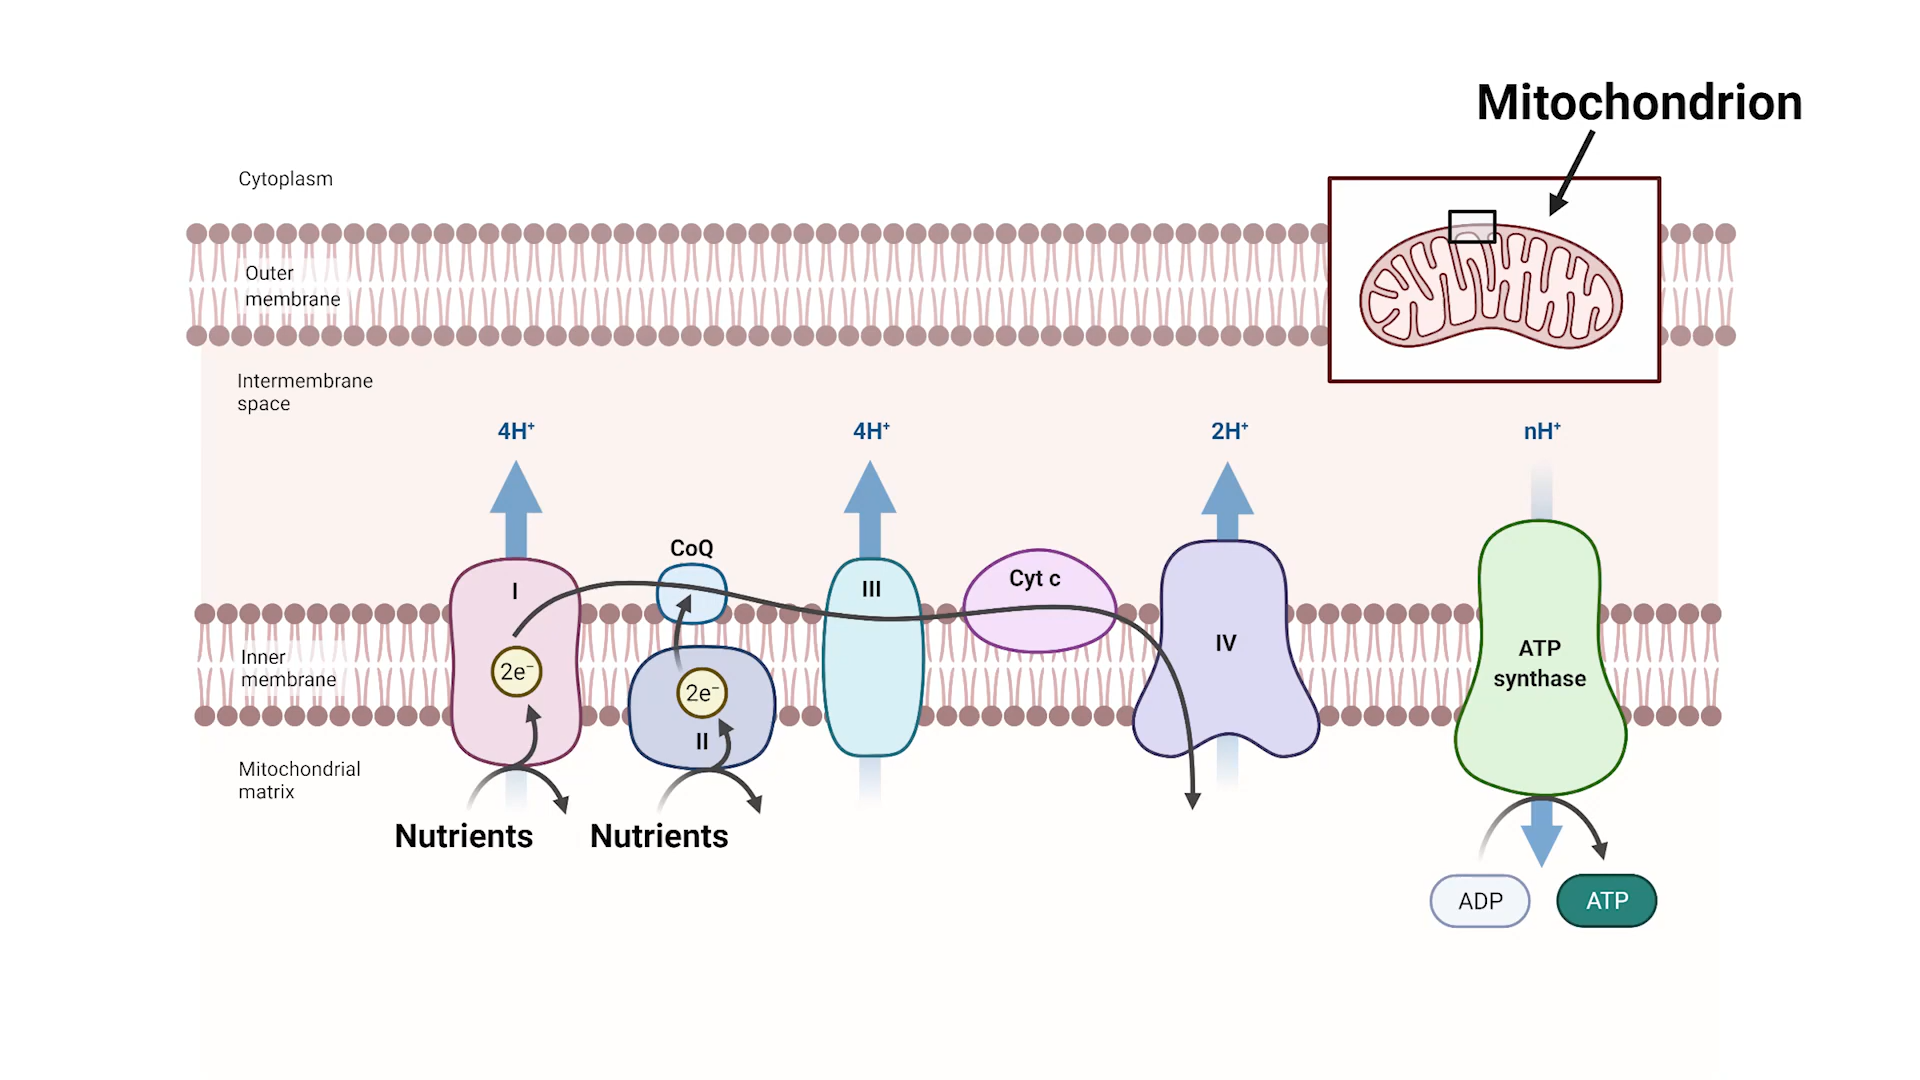 Mitochondrion
Cytoplasm
Outer
membrane
Intermembrane
space
4H⁺
4H⁺
2H⁺
nH⁺
CoQ
I
III
Cyt c
IV
ATP
synthase
Inner
membrane
2e⁻
2e⁻
II
Mitochondrial
matrix
Nutrients
Nutrients
ADP
ATP